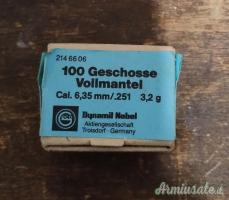 214 66 06
100 Geschosse
Vollmantel
Cal. 6,35 mm/.251 3,2 g
Dynamit Nobel
Aktiengesellschaft
Troisdorf · Germany
Armiusate.it